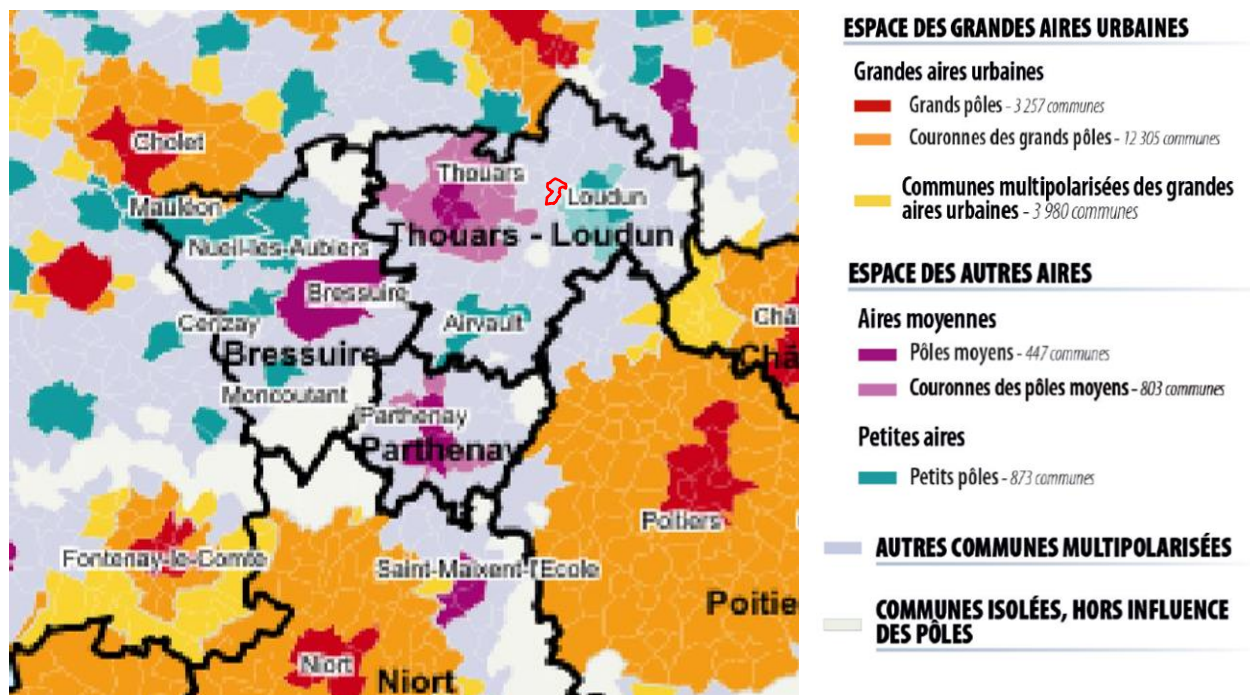 Cholet
Thouars
Loudun
Mauléon
Thouars - Loudun
Nueil-les-Aubiers
Bressuire
Cerizay
Airvault
Châ
Bressuire
Châ
Moncoutant
Parthenay
Parthenay
Poitiers
Fontenay-le-Comte
Saint-Maixent-l'Ecole
Poitie
Niort
Niort
ESPACE DES GRANDES AIRES URBAINES
Grandes aires urbaines
Grands pôles - 3 257 communes
Couronnes des grands pôles - 12 305 communes
Communes multipolarisées des grandes
aires urbaines - 3 980 communes
ESPACE DES AUTRES AIRES
Aires moyennes
Pôles moyens - 447 communes
Couronnes des pôles moyens - 803 communes
Petites aires
Petits pôles - 873 communes
AUTRES COMMUNES MULTIPOLARISÉES
COMMUNES ISOLÉES, HORS INFLUENCE
DES PÔLES